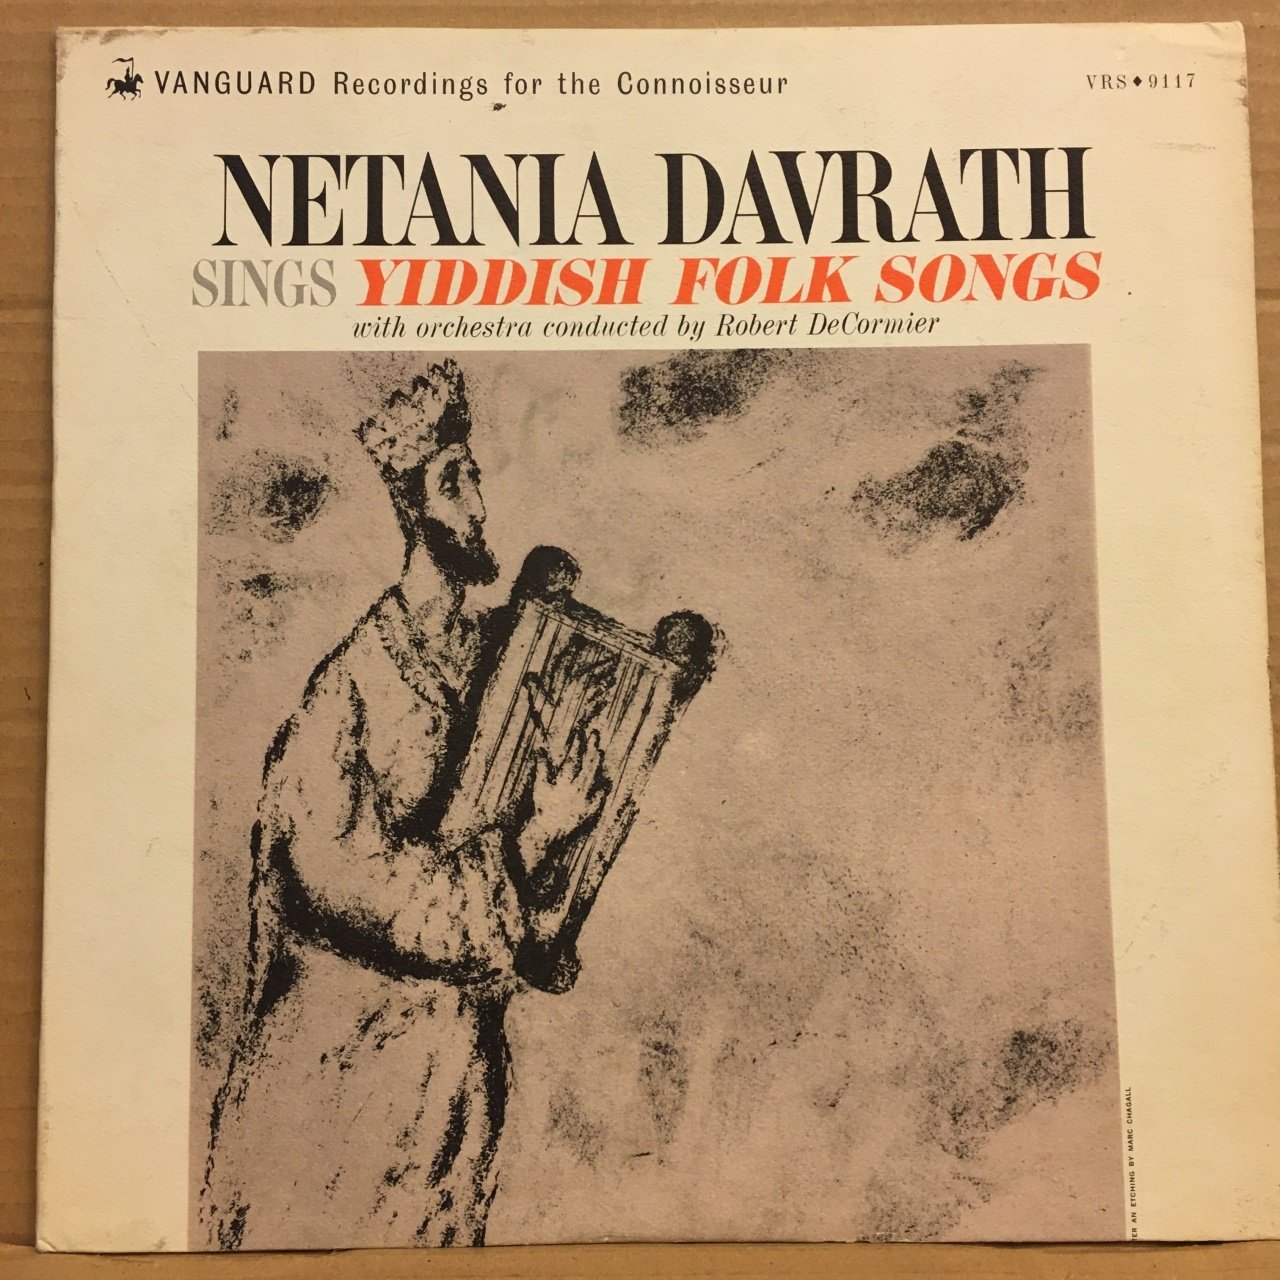 VANGUARD Recordings for the Connoisseur
VRS♦9117
NETANIA DAVRATH
SINGS YIDDISH FOLK SONGS
with orchestra conducted by Robert DeCormier
TER AN ETCHING BY MARC CHAGALL